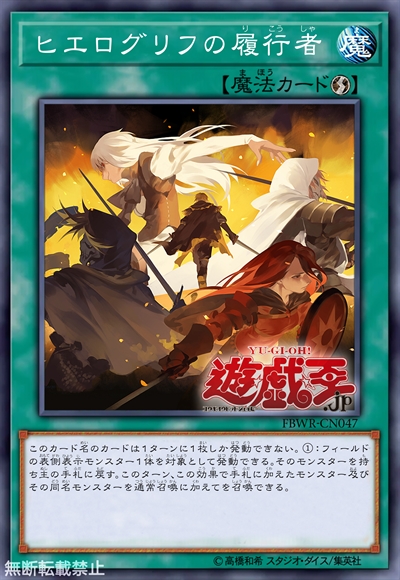 ヒエログリフの履行者
魔
【魔法カード】
YU-GI-OH!
遊戯王
.jp
FBWR-CN047
このカード名のカードは1ターンに1枚しか発動できない。①:フィールド
の表側表示モンスター1体を対象として発動できる。そのモンスターを持
ち主の手札に戻す。このターン、この効果で手札に加えたモンスター及び
その同名モンスターを通常召喚に加えてを召喚できる。
©高橋和希 スタジオ・ダイス/集英社
無断転載禁止